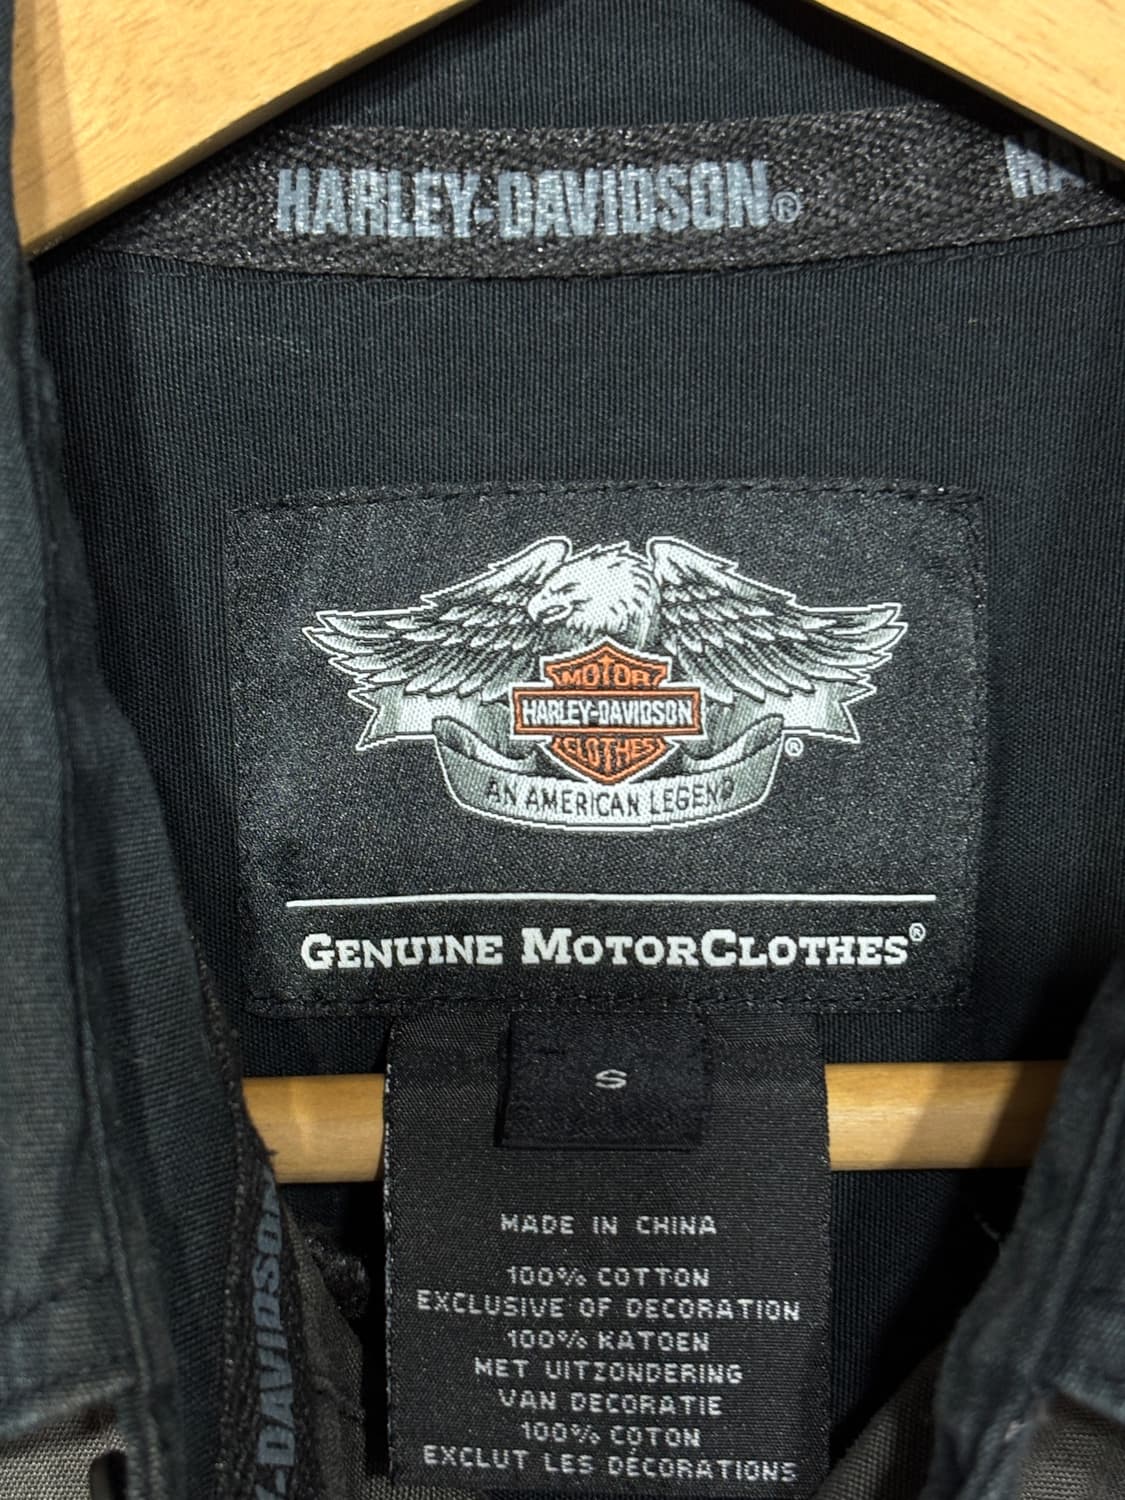 HARLEY-DAVIDSON®
HA
MOTOR
HARLEY-DAVIDSON
CLOTHES
®
AN AMERICAN LEGEND
GENUINE MOTORCLOTHES®
S
MADE IN CHINA
100% COTTON
EXCLUSIVE OF DECORATION
100% KATOEN
MET UITZONDERING
VAN DECORATIE
100% COTON
EXCLUT LES DÉCORATIONS
-DAVIDSON